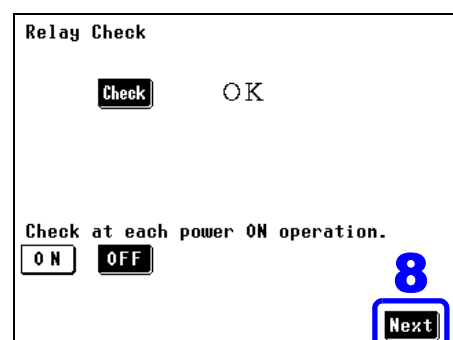 Relay Check
Check OK
Check at each power ON operation.
ON OFF
8
Next